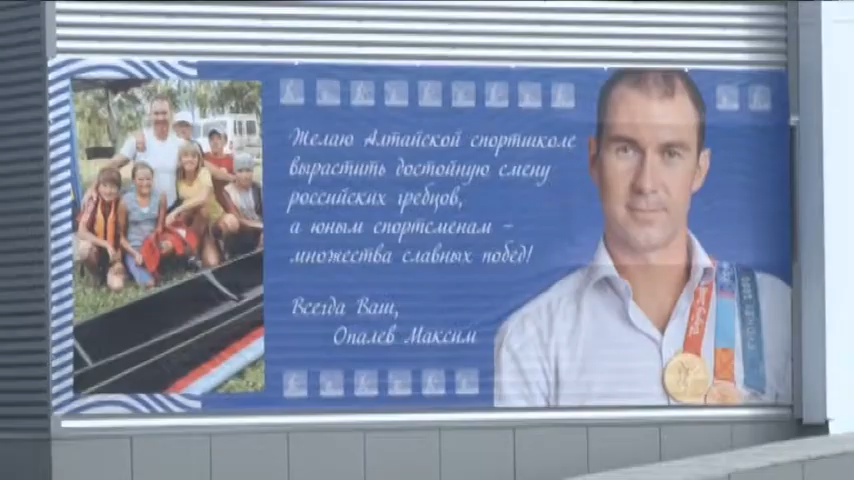 Желаю Алтайской спортшколе
вырастить достойную смену
российских гребцов,
а юным спортсменам –
множества славных побед!
Всегда Ваш,
Опалев Максим